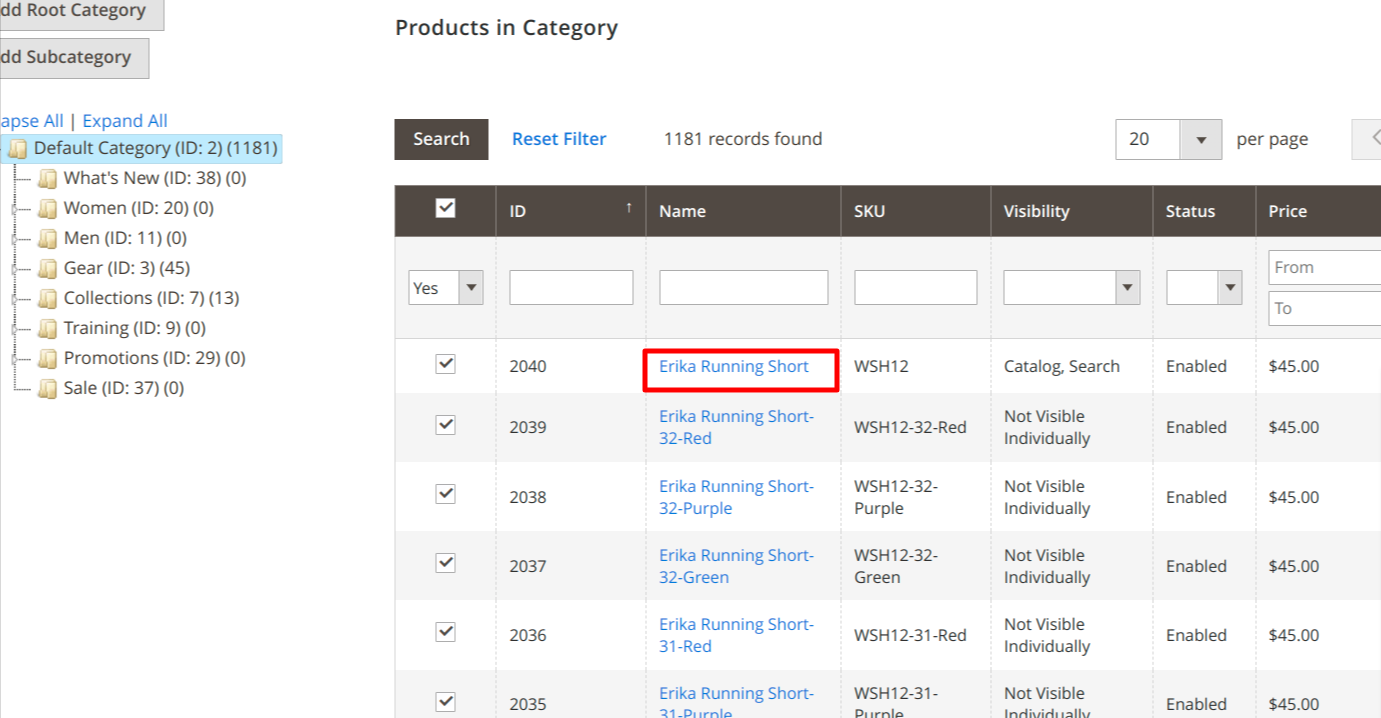 dd Root Category
dd Subcategory
apse All | Expand All
Default Category (ID: 2) (1181)
What's New (ID: 38) (0)
Women (ID: 20) (0)
Men (ID: 11) (0)
Gear (ID: 3) (45)
Collections (ID: 7) (13)
Training (ID: 9) (0)
Promotions (ID: 29) (0)
Sale (ID: 37) (0)
Products in Category
Search Reset Filter 1181 records found 20 per page
ID ↑ Name SKU Visibility Status Price
Yes From
To
2040 Erika Running Short WSH12 Catalog, Search Enabled $45.00
2039 Erika Running Short-32-Red WSH12-32-Red Not Visible Individually Enabled $45.00
2038 Erika Running Short-32-Purple WSH12-32-Purple Not Visible Individually Enabled $45.00
2037 Erika Running Short-32-Green WSH12-32-Green Not Visible Individually Enabled $45.00
2036 Erika Running Short-31-Red WSH12-31-Red Not Visible Individually Enabled $45.00
2035 Erika Running Short-31-Purple WSH12-31-Purple Not Visible Individually Enabled $45.00